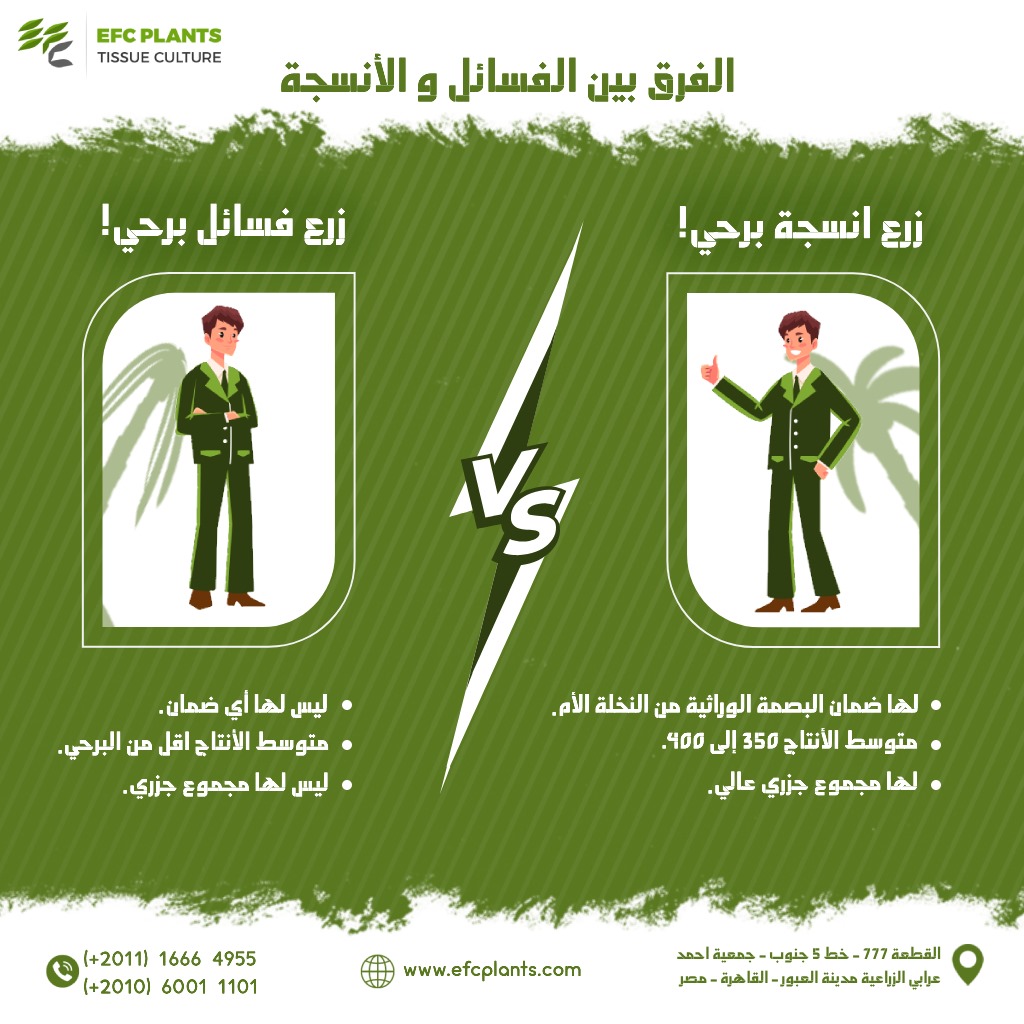 EFC PLANTS
TISSUE CULTURE
الفرق بين الفسائل و الأنسجة
زرع انسجة برحي!
زرع فسائل برحي!
VS
لها ضمان البصمة الوراثية من النخلة الأم.
متوسط الأنتاج 350 إلى 400.
لها مجموع جزري عالي.
ليس لها أي ضمان.
متوسط الأنتاج اقل من البرحي.
ليس لها مجموع جزري.
(+2011) 1666 4955
(+2010) 6001 1101
www.efcplants.com
القطعة 777 - خط 5 جنوب - جمعية احمد
عرابي الزراعية مدينة العبور - القاهرة - مصر